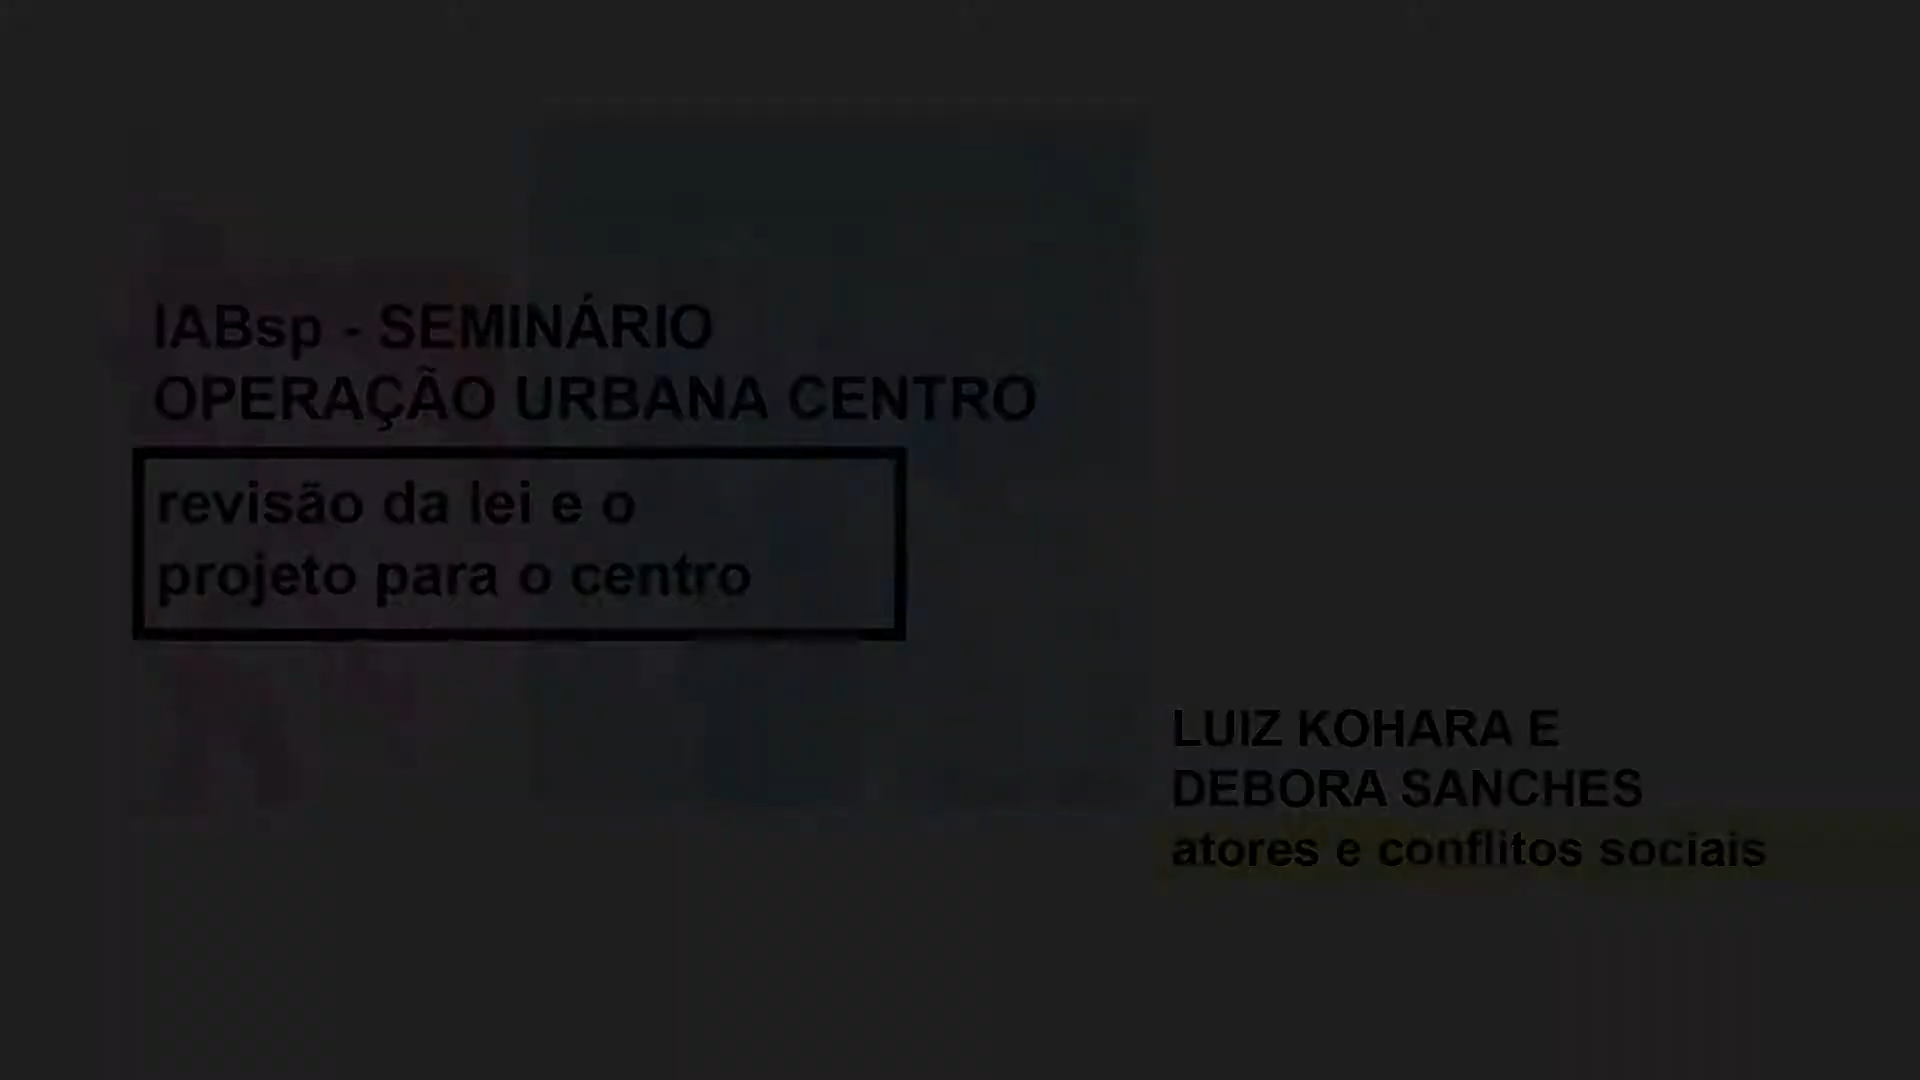 IABsp - SEMINÁRIO
OPERAÇÃO URBANA CENTRO
revisão da lei e o
projeto para o centro
LUIZ KOHARA E
DEBORA SANCHES
atores e conflitos sociais